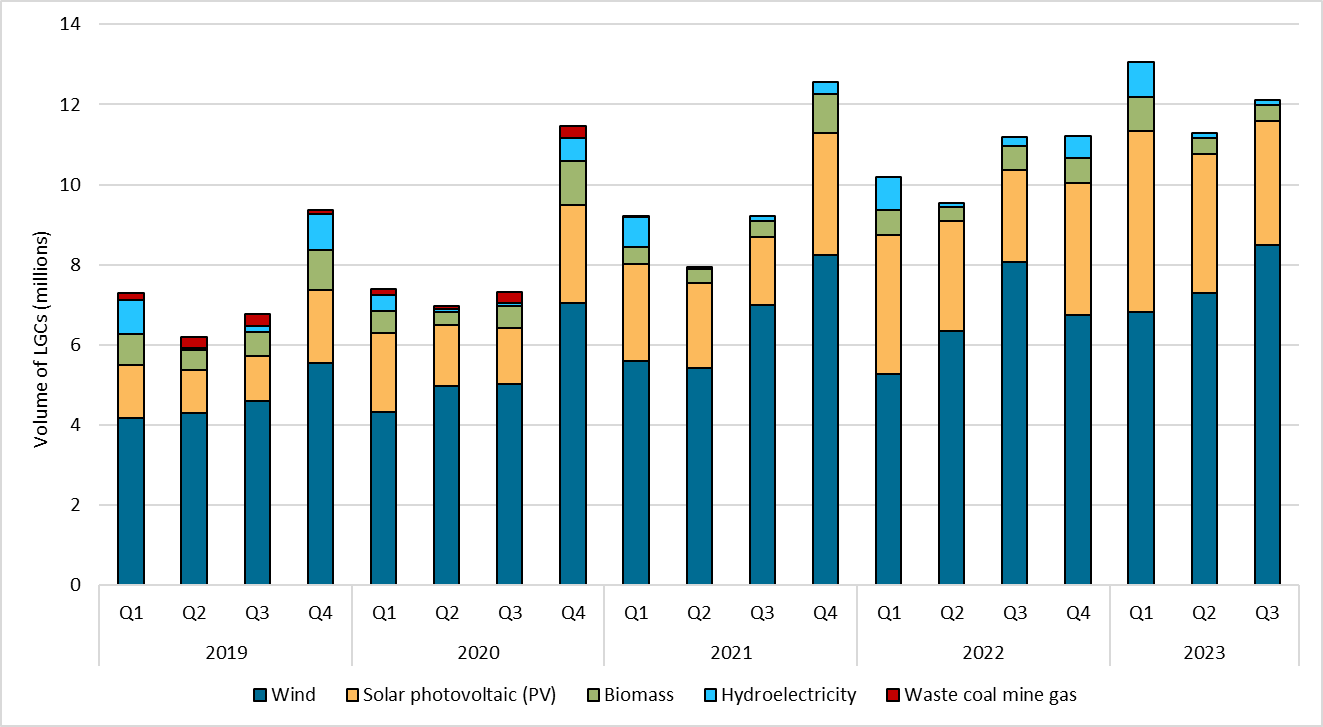 Volume of LGCs (millions)
14
12
10
8
6
4
2
0
Q1 Q2 Q3 Q4 Q1 Q2 Q3 Q4 Q1 Q2 Q3 Q4 Q1 Q2 Q3 Q4 Q1 Q2 Q3
2019 2020 2021 2022 2023
Wind Solar photovoltaic (PV) Biomass Hydroelectricity Waste coal mine gas